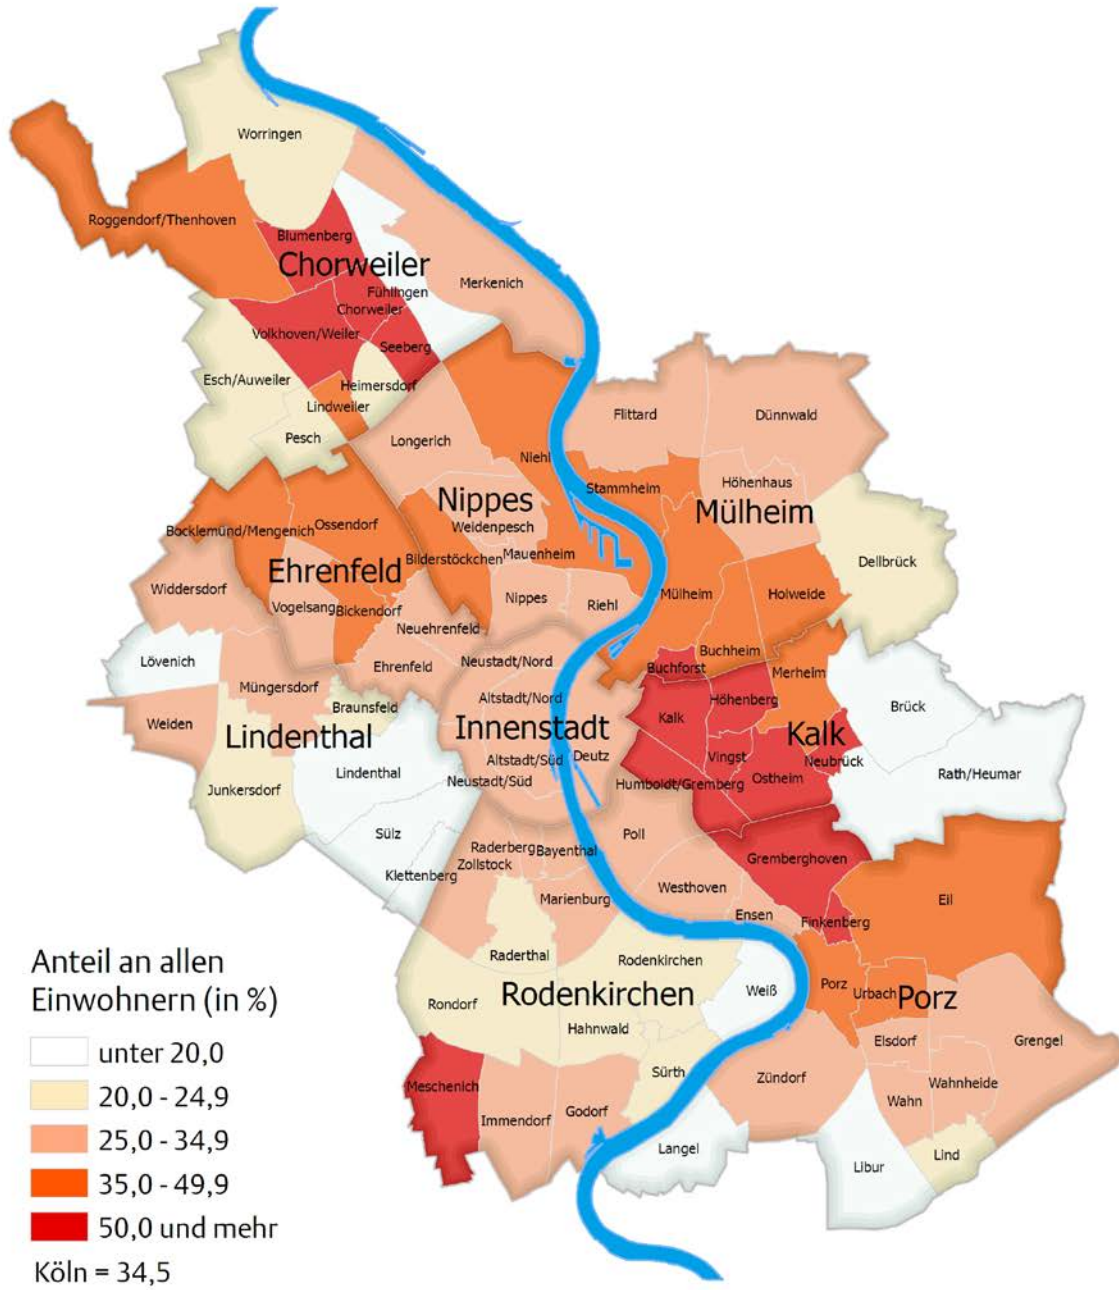 Worringen
Roggendorf/Thenhoven
Blumenberg
Chorweiler
Fühlingen
Merkenich
Chorweiler
Volkhoven/Weiler
Seeberg
Esch/Auweiler
Heimersdorf
Lindweiler
Pesch
Longerich
Flittard
Dünnwald
Niehl
Stammheim
Höhenhaus
Nippes
Mülheim
Weidenpesch
Bocklemünd/Mengenich
Ossendorf
Mauenheim
Bilderstöckchen
Dellbrück
Ehrenfeld
Widdersdorf
Vogelsang
Bickendorf
Nippes
Riehl
Mülheim
Holweide
Neuehrenfeld
Buchheim
Lövenich
Ehrenfeld
Neustadt/Nord
Buchforst
Merheim
Müngersdorf
Altstadt/Nord
Höhenberg
Weiden
Braunsfeld
Kalk
Brück
Lindenthal
Innenstadt
Kalk
Lindenthal
Altstadt/Süd
Deutz
Vingst
Neubrück
Neustadt/Süd
Humboldt/Gremberg
Ostheim
Rath/Heumar
Junkersdorf
Sülz
Poll
Raderberg
Bayenthal
Zollstock
Klettenberg
Gremberghoven
Westhoven
Marienburg
Eil
Ensen
Finkenberg
Raderthal
Rodenkirchen
Rondorf
Rodenkirchen
Weiß
Porz
Urbach
Porz
Hahnwald
Elsdorf
Grengel
Sürth
Zündorf
Wahnheide
Meschenich
Wahn
Immendorf
Godorf
Langel
Libur
Lind
Anteil an allen
Einwohnern (in %)
unter 20,0
20,0 - 24,9
25,0 - 34,9
35,0 - 49,9
50,0 und mehr
Köln = 34,5